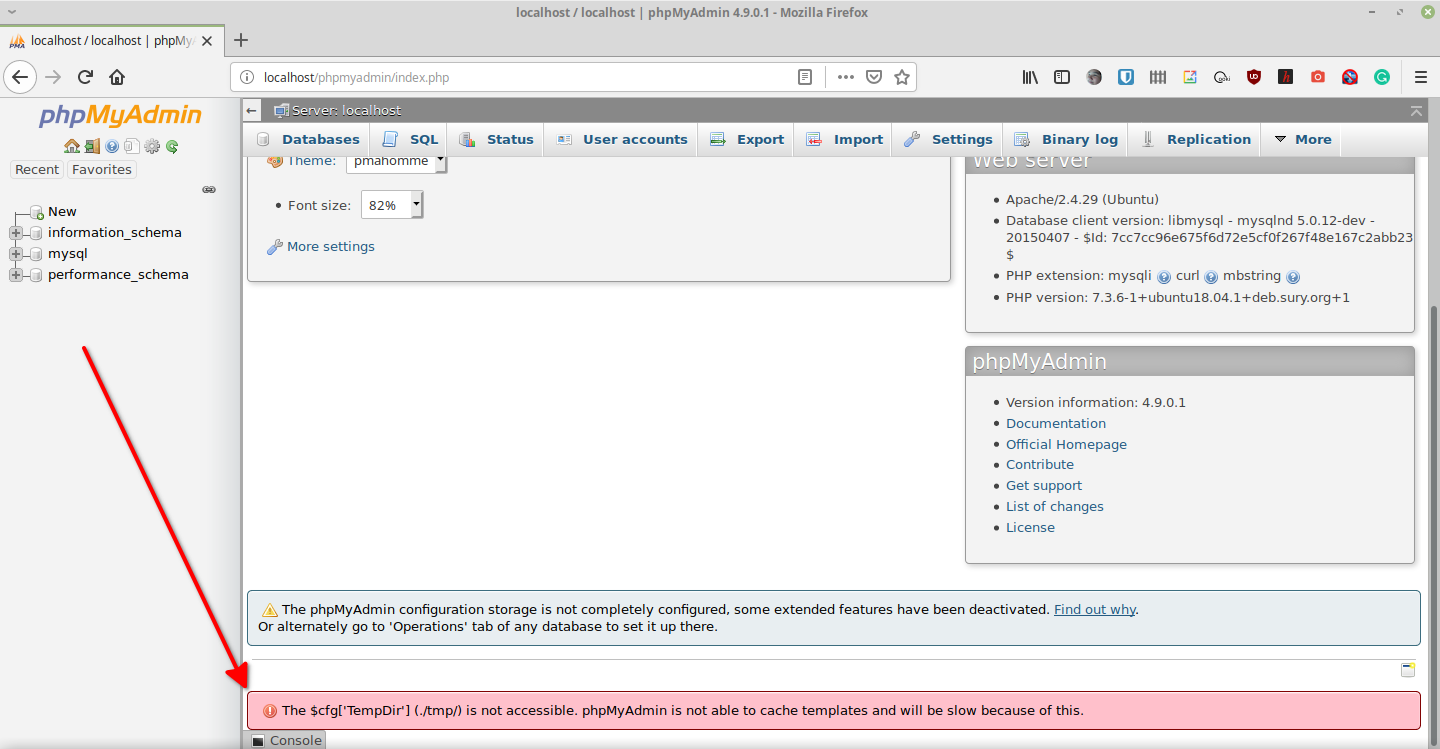 localhost / localhost | phpMyAdmin 4.9.0.1 - Mozilla Firefox
PMA
localhost / localhost | phpMy
localhost/phpmyadmin/index.php
phpMyAdmin
Recent
Favorites
New
information_schema
mysql
performance_schema
Server: localhost
Databases
SQL
Status
User accounts
Export
Import
Settings
Binary log
Replication
More
Theme:
pmahomme
Font size:
82%
More settings
Web server
Apache/2.4.29 (Ubuntu)
Database client version: libmysql - mysqlnd 5.0.12-dev -
20150407 - $Id: 7cc7cc96e675f6d72e5cf0f267f48e167c2abb23
$
PHP extension: mysqli curl mbstring
PHP version: 7.3.6-1+ubuntu18.04.1+deb.sury.org+1
phpMyAdmin
Version information: 4.9.0.1
Documentation
Official Homepage
Contribute
Get support
List of changes
License
The phpMyAdmin configuration storage is not completely configured, some extended features have been deactivated. Find out why.
Or alternately go to 'Operations' tab of any database to set it up there.
The $cfg['TempDir'] (./tmp/) is not accessible. phpMyAdmin is not able to cache templates and will be slow because of this.
Console